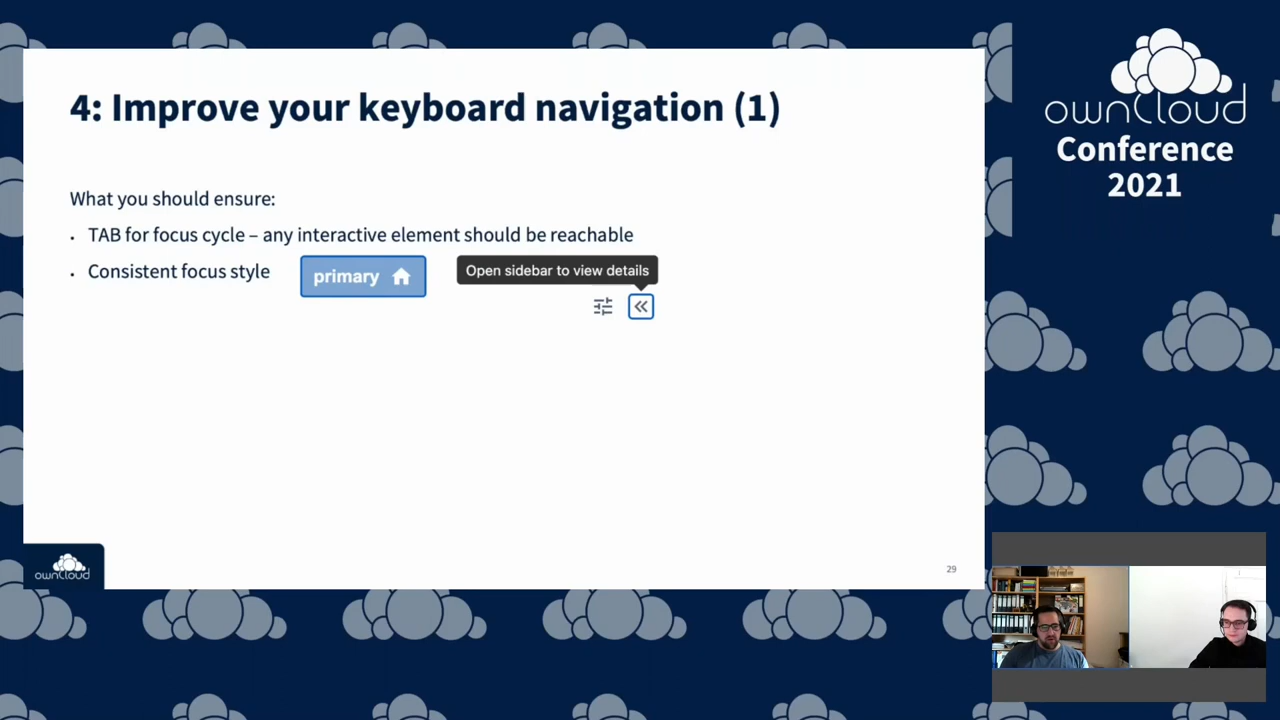 4: Improve your keyboard navigation (1)
What you should ensure:
• TAB for focus cycle – any interactive element should be reachable
• Consistent focus style
primary
Open sidebar to view details
ownCloud
29
ownCloud
Conference
2021